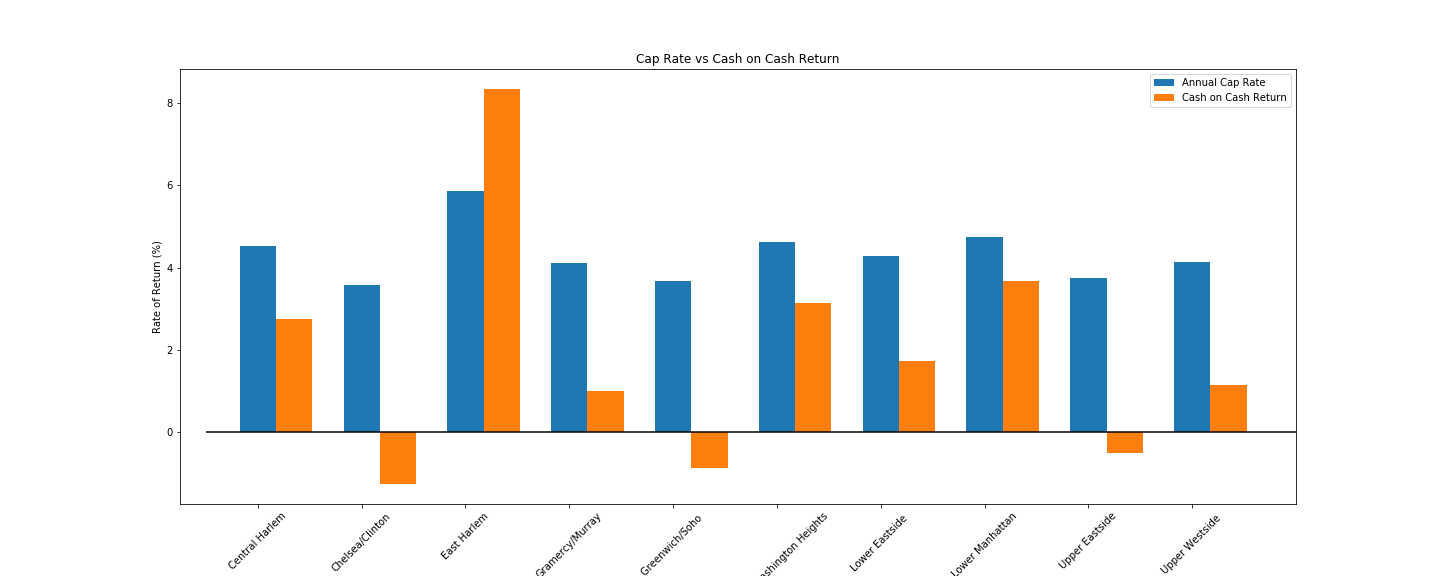 Cap Rate vs Cash on Cash Return
Annual Cap Rate
Cash on Cash Return
Rate of Return (%)
8
6
4
2
0
Central Harlem
Chelsea/Clinton
East Harlem
Gramercy/Murray
Greenwich/Soho
ashington Heights
Lower Eastside
Lower Manhattan
Upper Eastside
Upper Westside